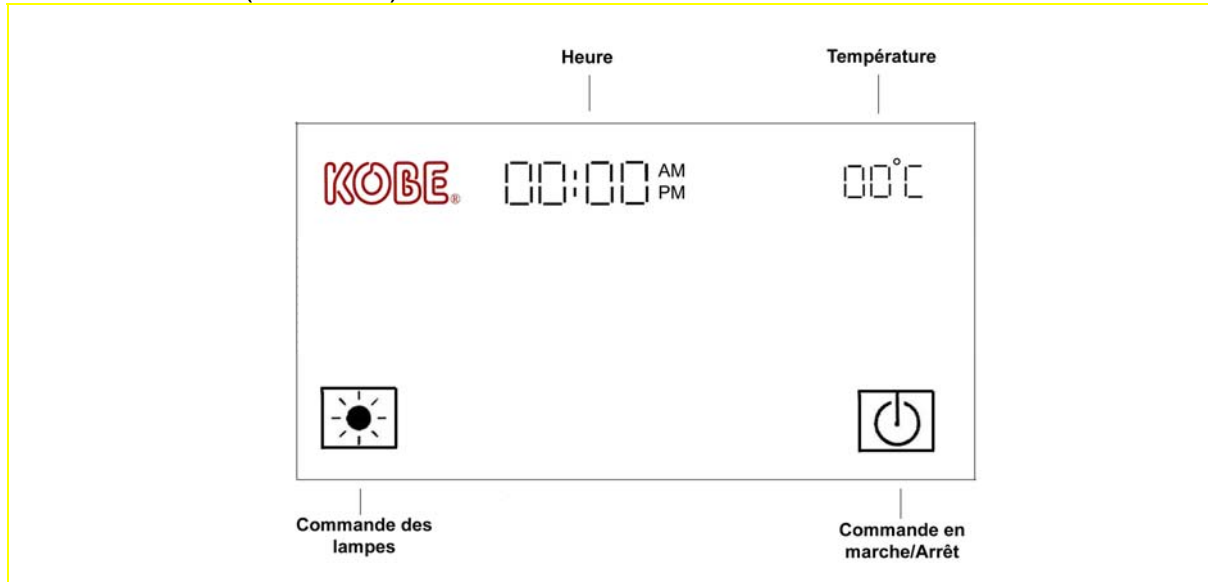 Heure
Température
KOBE®
00:00 AM PM
00°C
Commande des
lampes
Commande en
marche/Arrêt